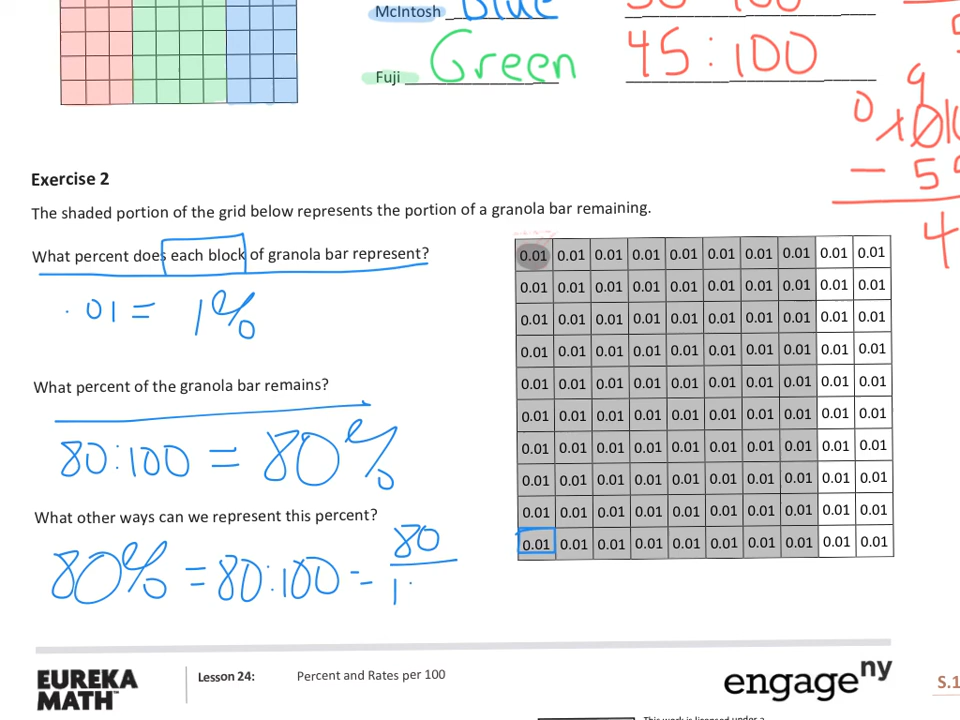 McIntosh Blue
Fuji Green 45:100
Exercise 2
The shaded portion of the grid below represents the portion of a granola bar remaining.
What percent does each block of granola bar represent?
.01 = 1%
What percent of the granola bar remains?
80:100 = 80%
What other ways can we represent this percent?
80% = 80:100 = 80
0.01 0.01 0.01 0.01 0.01 0.01 0.01 0.01 0.01 0.01
0.01 0.01 0.01 0.01 0.01 0.01 0.01 0.01 0.01 0.01
0.01 0.01 0.01 0.01 0.01 0.01 0.01 0.01 0.01 0.01
0.01 0.01 0.01 0.01 0.01 0.01 0.01 0.01 0.01 0.01
0.01 0.01 0.01 0.01 0.01 0.01 0.01 0.01 0.01 0.01
0.01 0.01 0.01 0.01 0.01 0.01 0.01 0.01 0.01 0.01
0.01 0.01 0.01 0.01 0.01 0.01 0.01 0.01 0.01 0.01
0.01 0.01 0.01 0.01 0.01 0.01 0.01 0.01 0.01 0.01
0.01 0.01 0.01 0.01 0.01 0.01 0.01 0.01 0.01 0.01
0.01 0.01 0.01 0.01 0.01 0.01 0.01 0.01 0.01 0.01
EUREKA
MATH™
Lesson 24: Percent and Rates per 100
engage ny
S.1